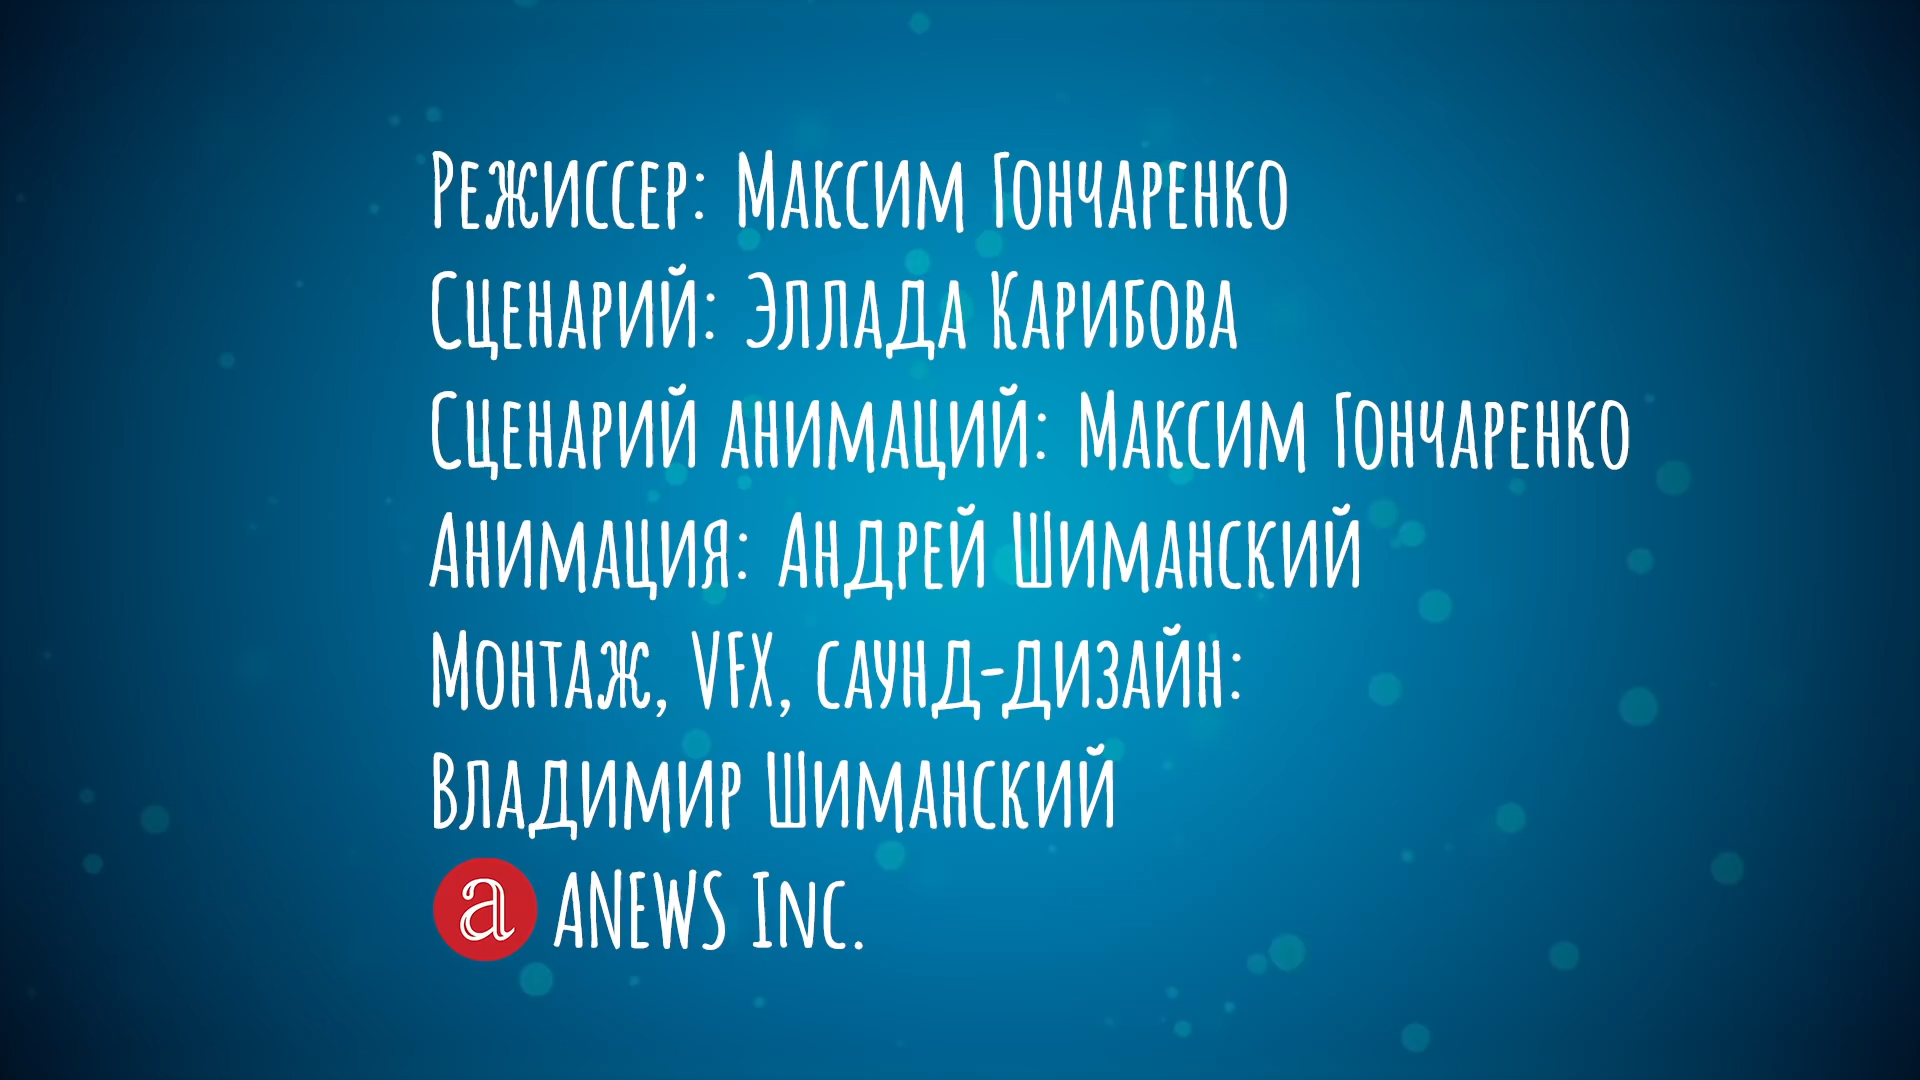 Режиссер: Максим Гончаренко
Сценарий: Эллада Карибова
Сценарий анимаций: Максим Гончаренко
Анимация: Андрей Шиманский
Монтаж, VFX, саунд-дизайн:
Владимир Шиманский
a ANEWS Inc.